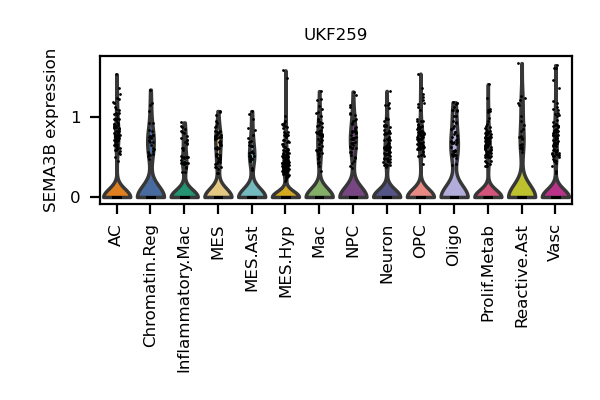 UKF259
SEMA3B expression
1
0
AC
Chromatin.Reg
Inflammatory.Mac
MES
MES.Ast
MES.Hyp
Mac
NPC
Neuron
OPC
Oligo
Prolif.Metab
Reactive.Ast
Vasc